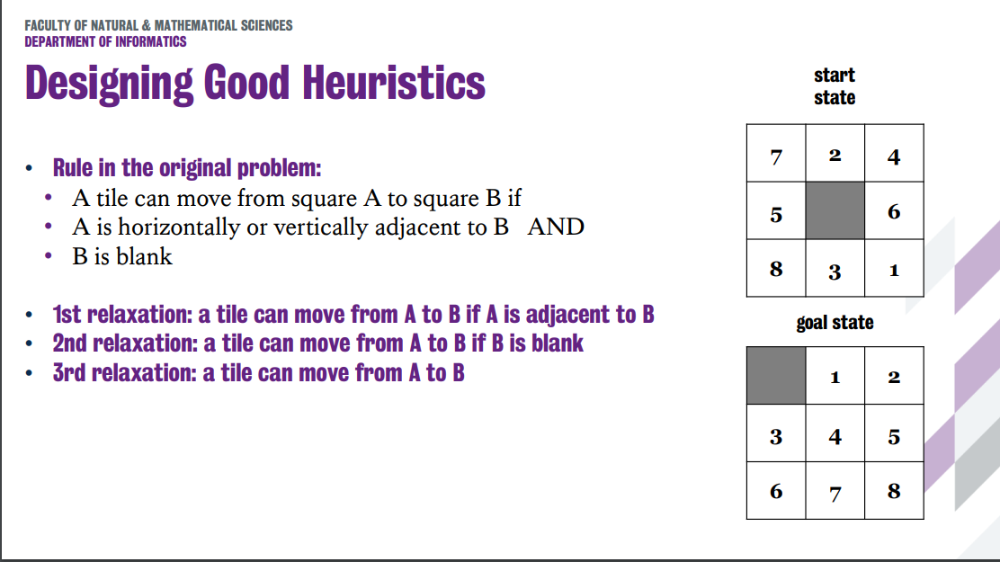 FACULTY OF NATURAL & MATHEMATICAL SCIENCES
DEPARTMENT OF INFORMATICS
Designing Good Heuristics
• Rule in the original problem:
• A tile can move from square A to square B if
• A is horizontally or vertically adjacent to B AND
• B is blank
• 1st relaxation: a tile can move from A to B if A is adjacent to B
• 2nd relaxation: a tile can move from A to B if B is blank
• 3rd relaxation: a tile can move from A to B
start
state
7 2 4
5 6
8 3 1
goal state
1 2
3 4 5
6 7 8